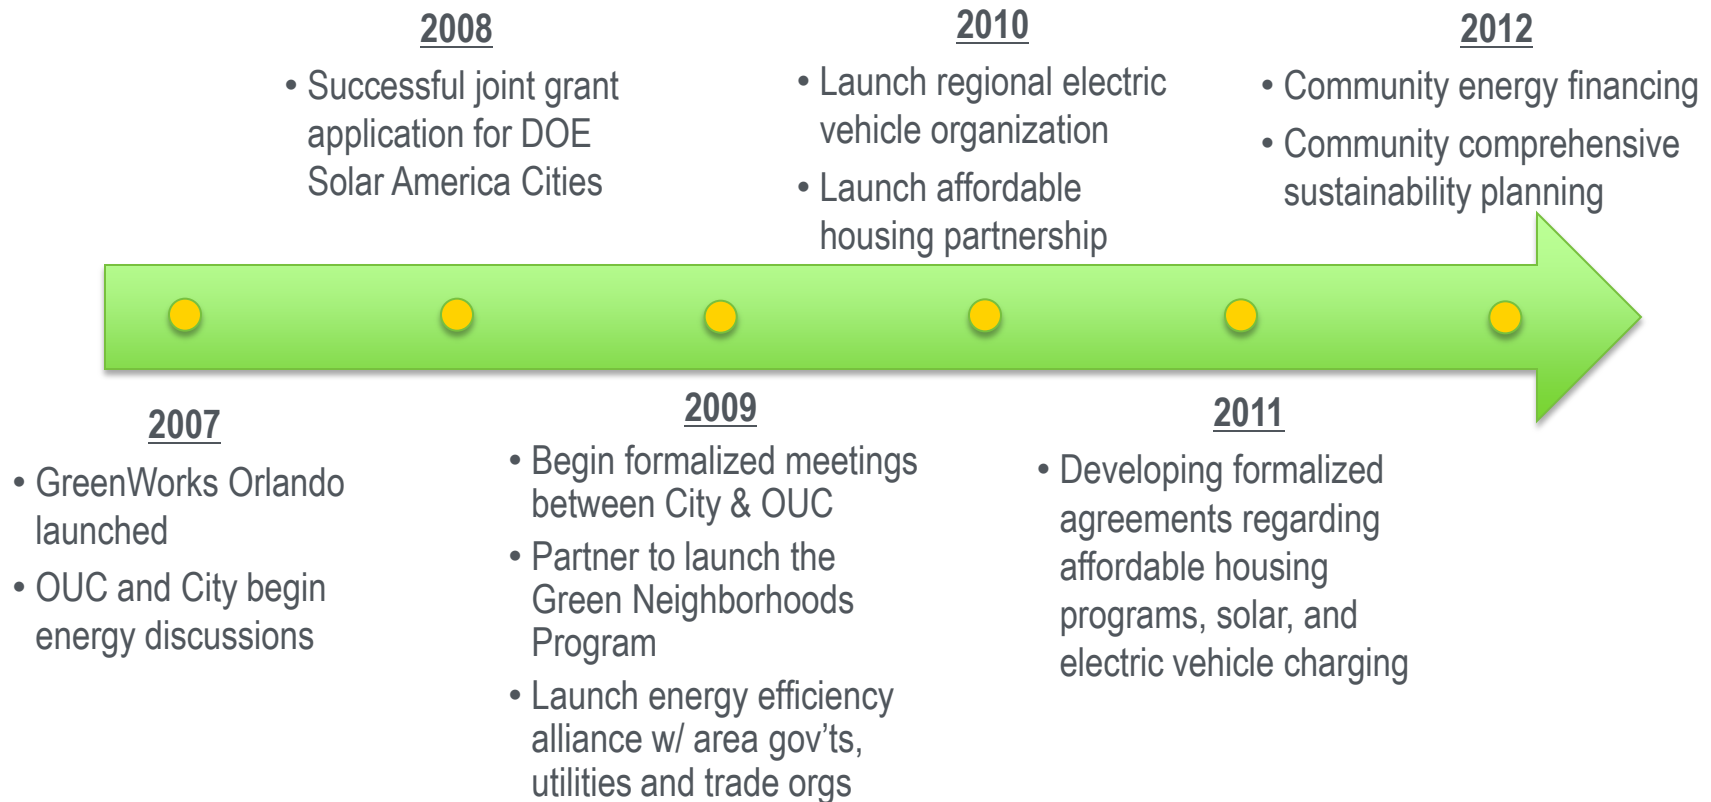 2008
• Successful joint grant
application for DOE
Solar America Cities
2010
• Launch regional electric
vehicle organization
• Launch affordable
housing partnership
2012
• Community energy financing
• Community comprehensive
sustainability planning
2007
• GreenWorks Orlando
launched
• OUC and City begin
energy discussions
2009
• Begin formalized meetings
between City & OUC
• Partner to launch the
Green Neighborhoods
Program
• Launch energy efficiency
alliance w/ area gov’ts,
utilities and trade orgs
2011
• Developing formalized
agreements regarding
affordable housing
programs, solar, and
electric vehicle charging